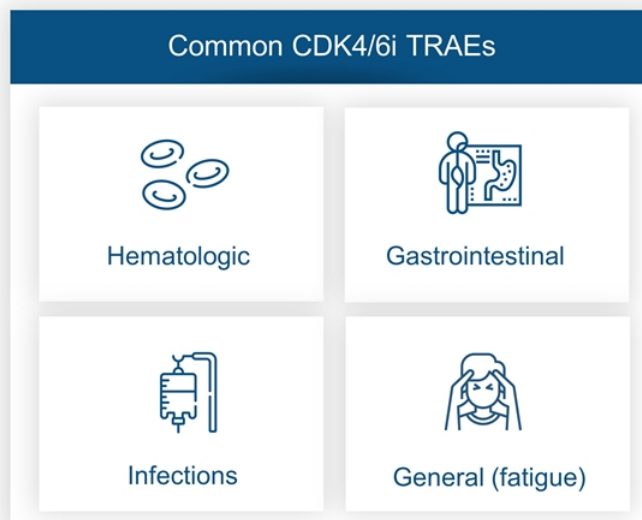 Common CDK4/6i TRAEs
Hematologic
Gastrointestinal
Infections
General (fatigue)